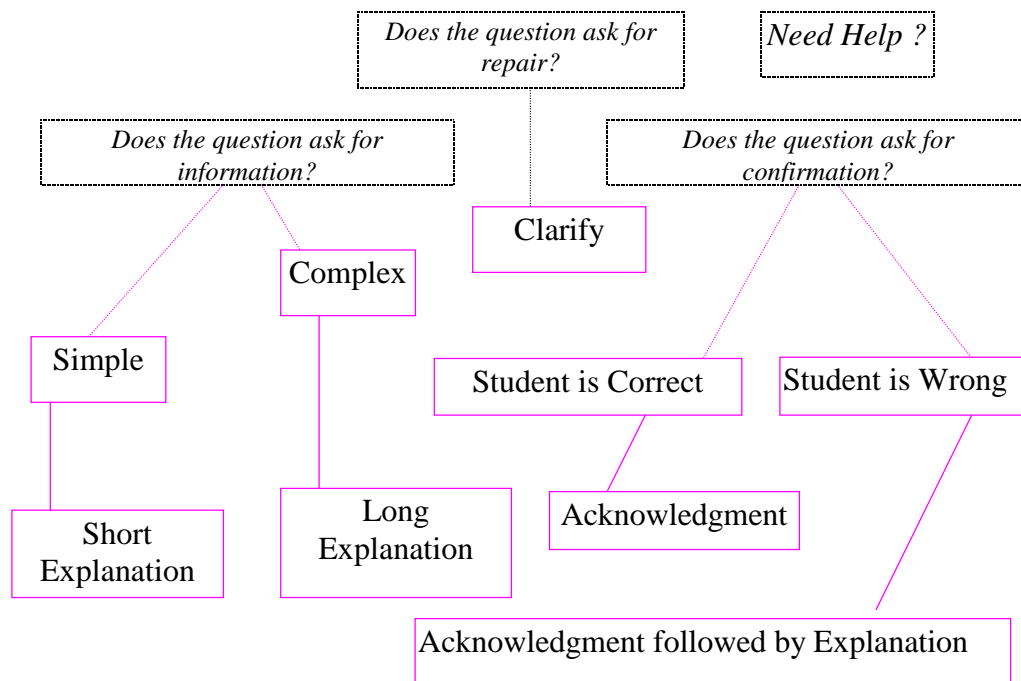 Does the question ask for
repair?
Need Help ?
Does the question ask for
information?
Does the question ask for
confirmation?
Clarify
Complex
Simple
Student is Correct
Student is Wrong
Short
Explanation
Long
Explanation
Acknowledgment
Acknowledgment followed by Explanation